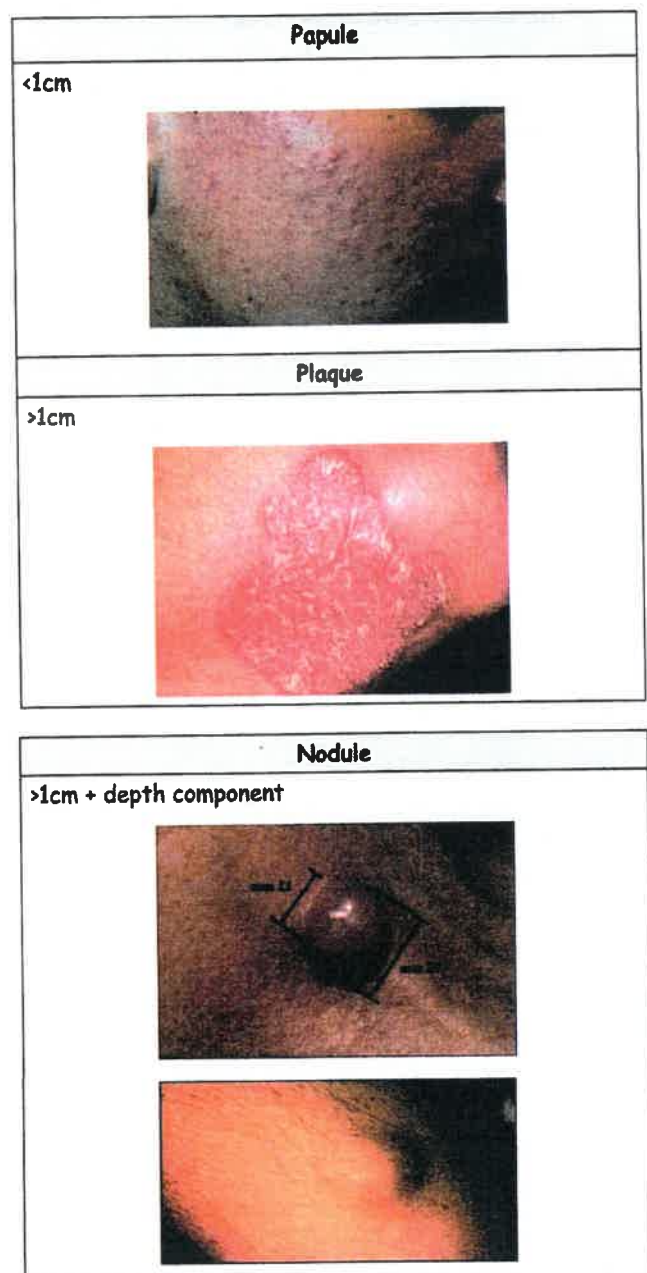 Papule
<1cm
Plaque
>1cm
Nodule
>1cm + depth component